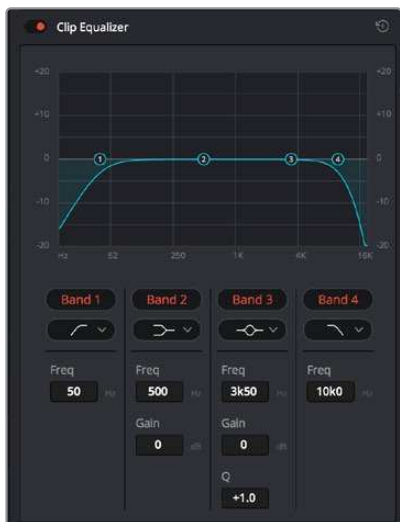 Clip Equalizer
+20 +20
+10 +10
0 1 2 3 4 0
-10 -10
-20 -20
Hz 62 250 1K 4K 16K
Band 1 Band 2 Band 3 Band 4
Freq Freq Freq Freq
50 Hz 500 Hz 3k50 Hz 10k0 Hz
Gain Gain
0 dB 0 dB
Q
+1.0